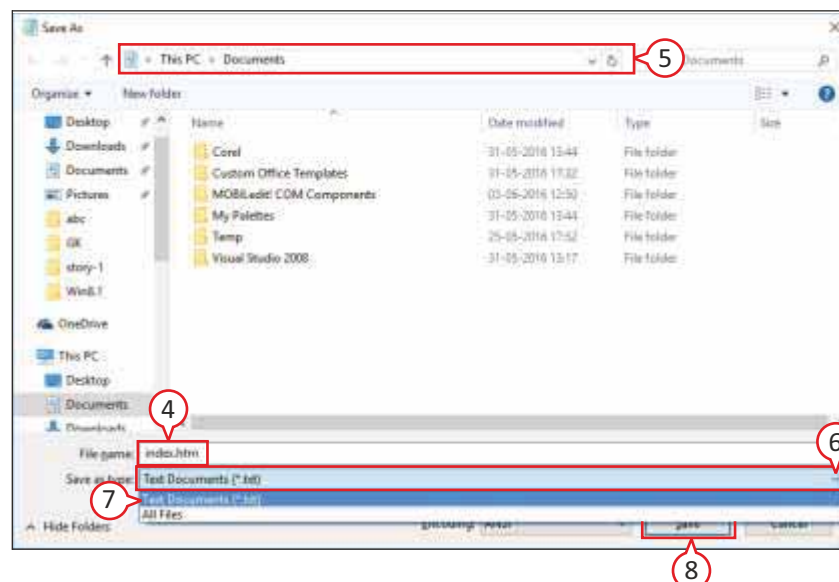 Save As
This PC Documents
5
Documents
Organize New folder
Desktop
Downloads
Documents
Pictures
abc
GK
story-1
Win8.1
OneDrive
This PC
Desktop
Documents
Downloads
Name Date modified Type Size
Corel 31-05-2016 13:44 File folder
Custom Office Templates 31-05-2016 17:32 File folder
MOBILedit! COM Components 03-06-2016 12:50 File folder
My Palettes 31-05-2016 13:44 File folder
Temp 25-05-2016 17:52 File folder
Visual Studio 2008 31-05-2016 13:17 File folder
4
File name: index.htm
6
Save as type: Text Documents (*.txt)
7
Text Documents (*.txt)
All Files
Hide Folders Encoding: ANSI Save Cancel
8